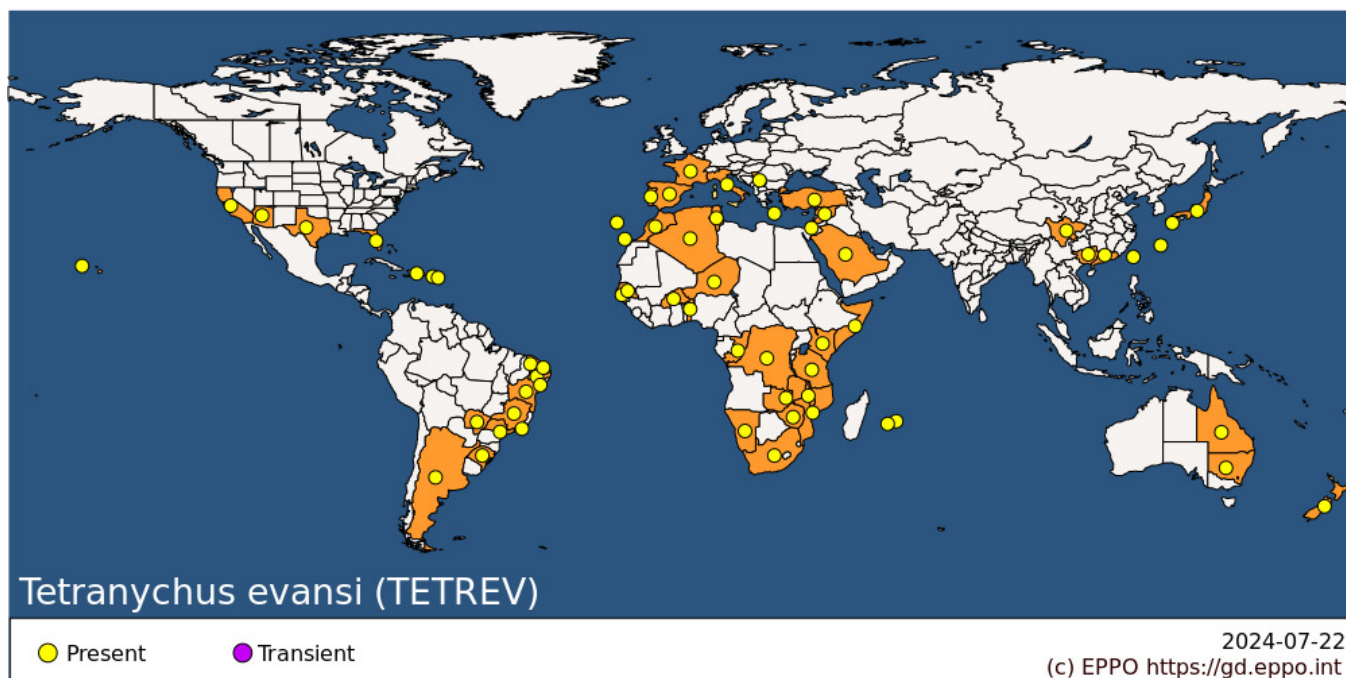 Tetranychus evansi (TETREV)
Present
Transient
2024-07-22
(c) EPPO https://gd.eppo.int